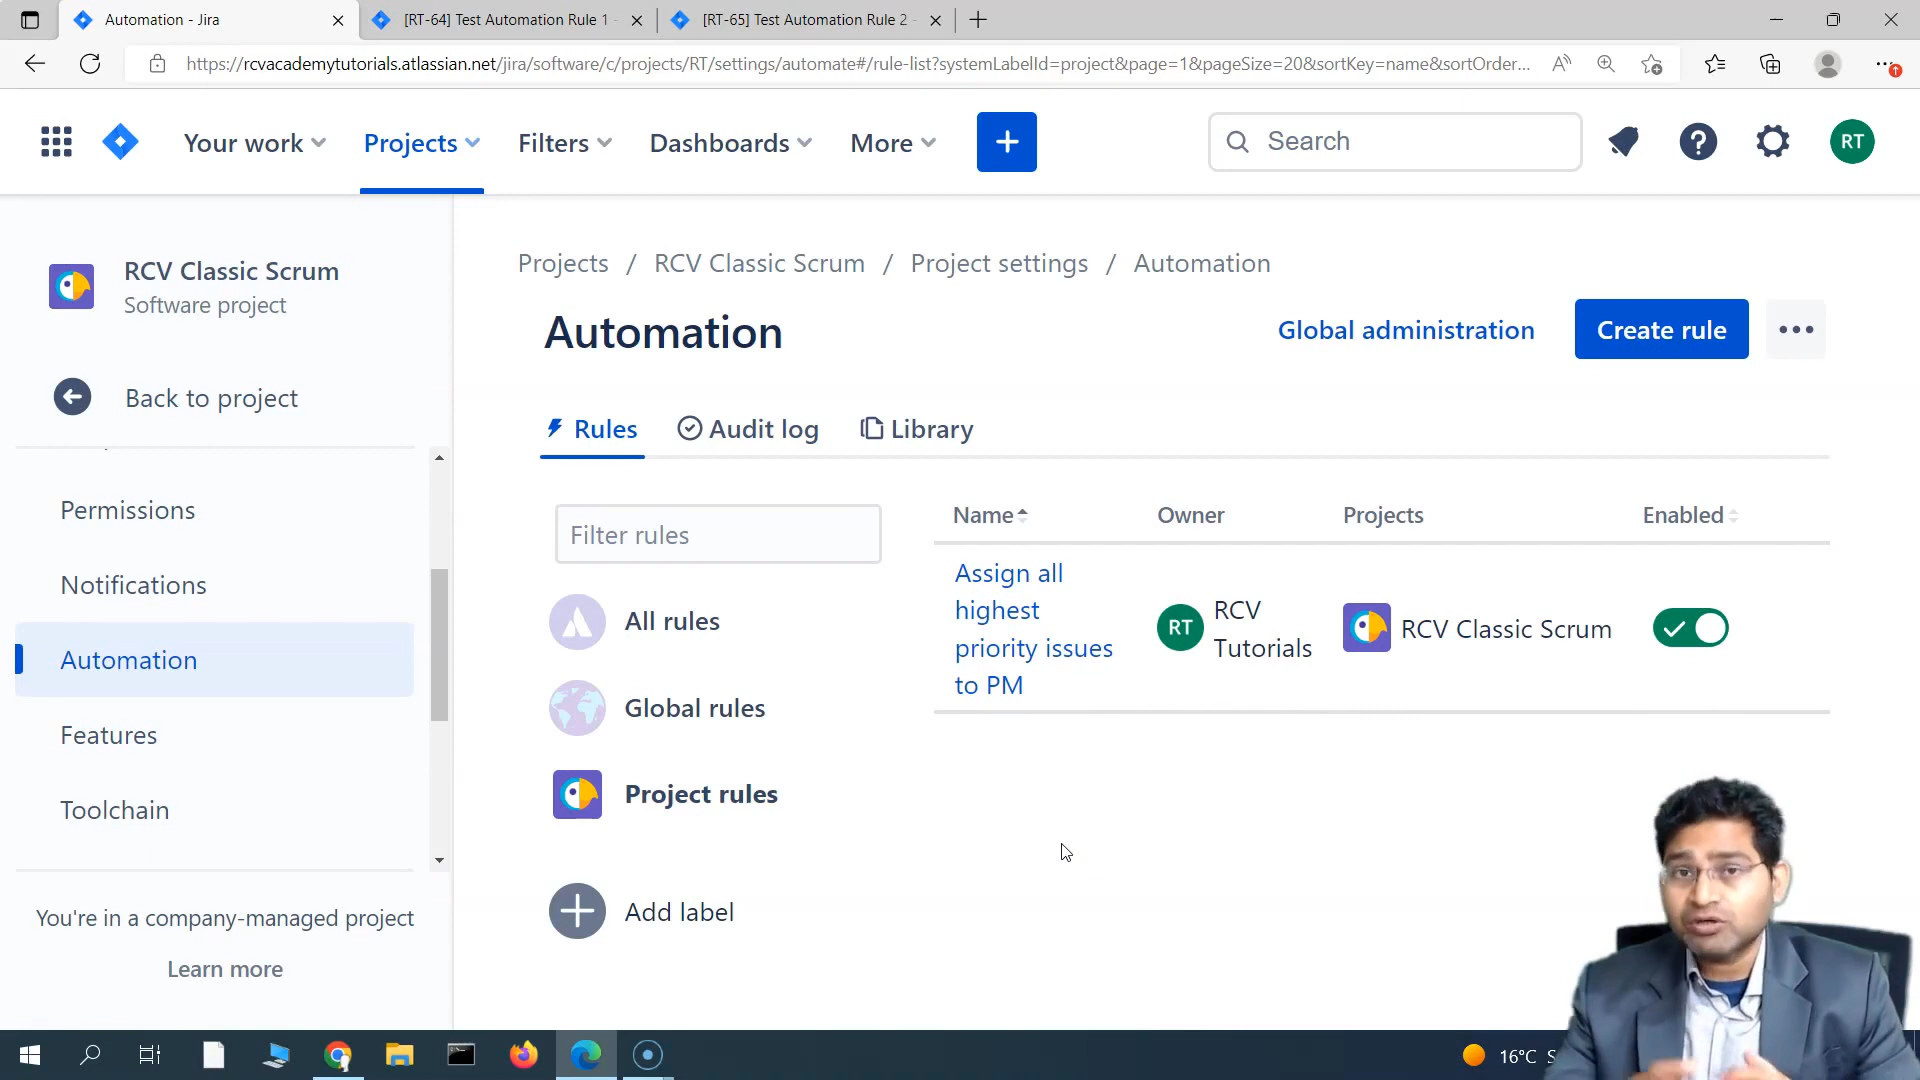 Automation - Jira
[RT-64] Test Automation Rule 1 -
[RT-65] Test Automation Rule 2 -
https://rcvacademytutorials.atlassian.net/jira/software/c/projects/RT/settings/automate#/rule-list?systemLabelId=project&page=1&pageSize=20&sortKey=name&sortOrder...
Your work
Projects
Filters
Dashboards
More
Search
RT
RCV Classic Scrum
Software project
Back to project
Permissions
Notifications
Automation
Features
Toolchain
You're in a company-managed project
Learn more
Projects / RCV Classic Scrum / Project settings / Automation
Automation
Global administration
Create rule
Rules
Audit log
Library
Filter rules
All rules
Global rules
Project rules
Add label
Name
Owner
Projects
Enabled
Assign all
highest
priority issues
to PM
RT
RCV
Tutorials
RCV Classic Scrum
16°C S